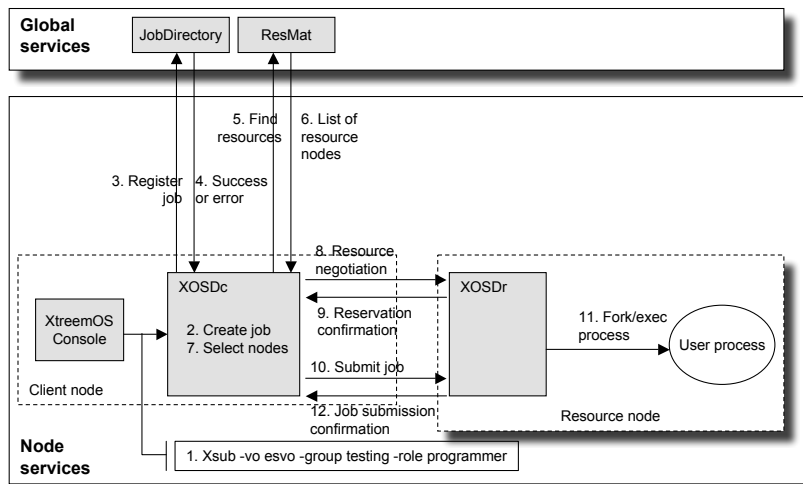 Global
services
JobDirectory
ResMat
5. Find
resources
6. List of
resource
nodes
3. Register
job
4. Success
or error
8. Resource
negotiation
XOSDc
XOSDr
XtreemOS
Console
2. Create job
7. Select nodes
9. Reservation
confirmation
11. Fork/exec
process
User process
10. Submit job
Client node
12. Job submission
confirmation
Resource node
Node
services
1. Xsub -vo esvo -group testing -role programmer